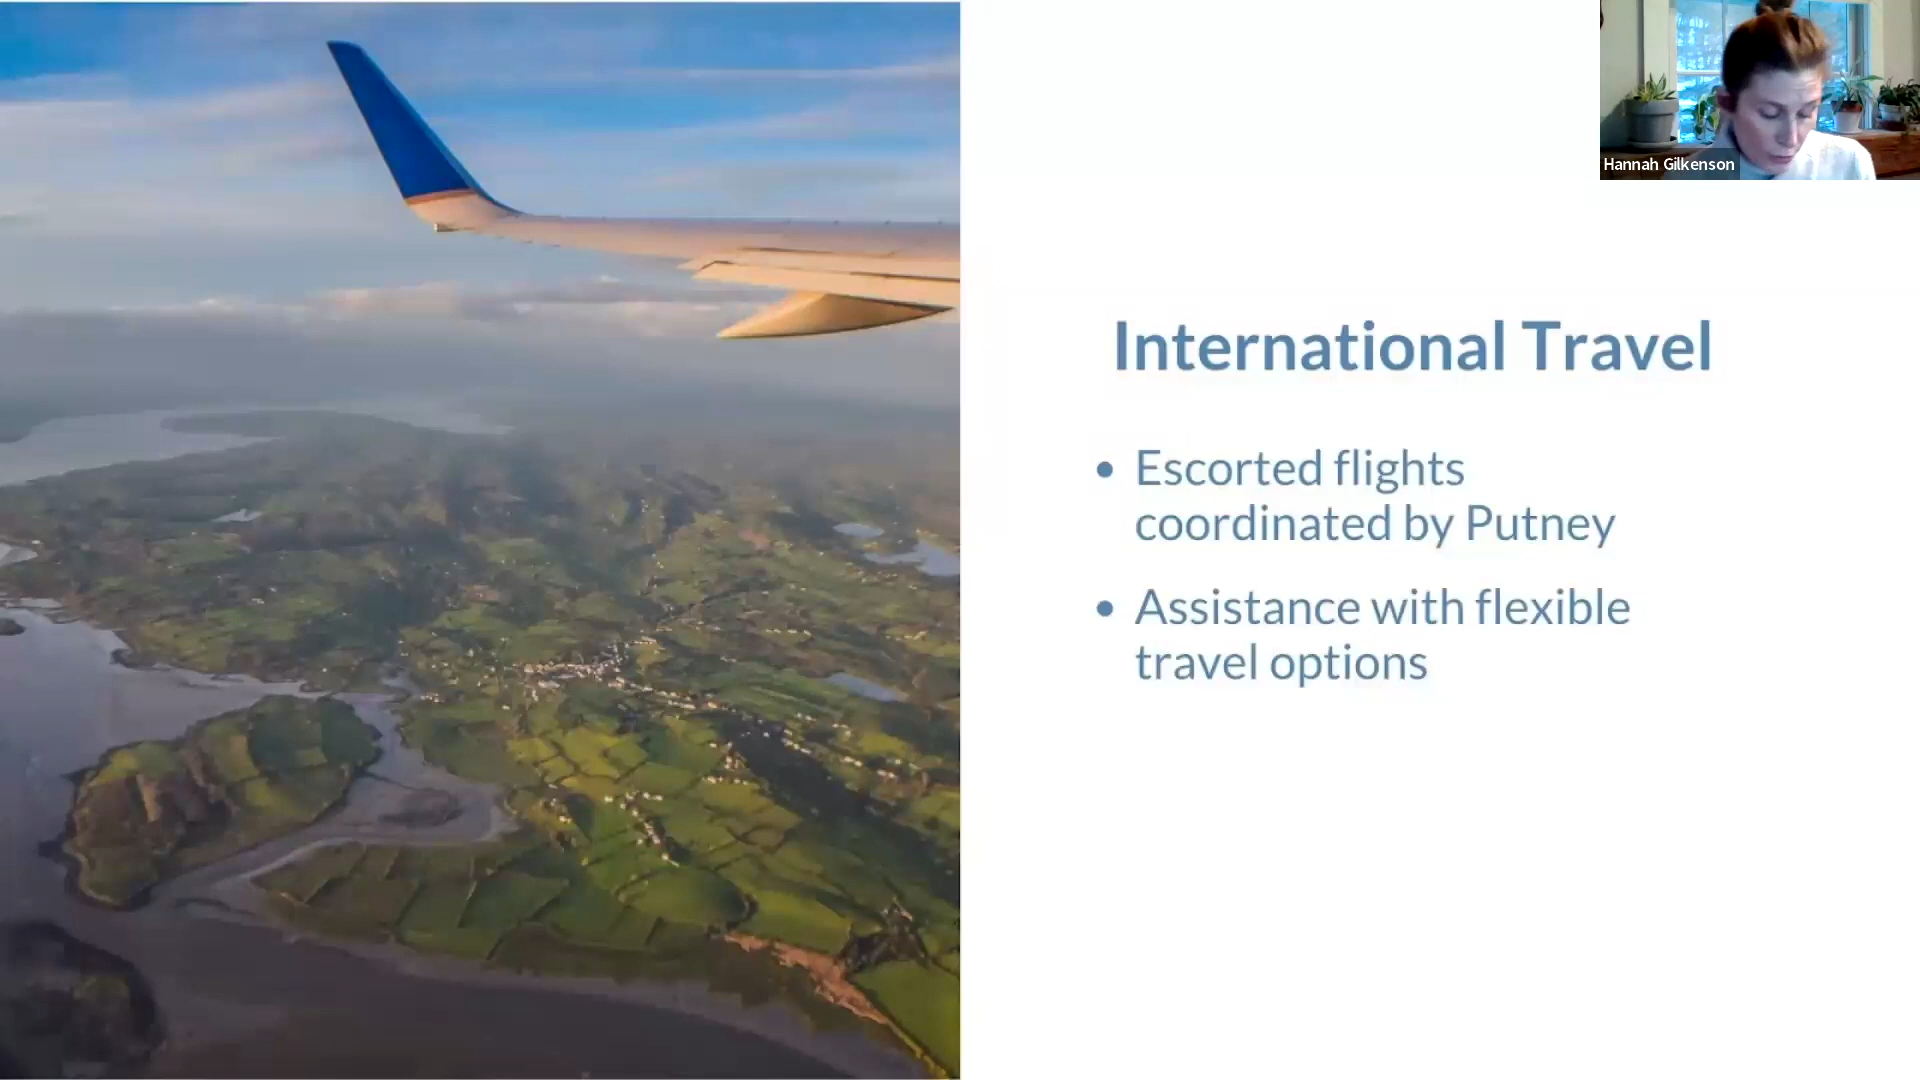 Hannah Gilkenson
International Travel
• Escorted flights
coordinated by Putney
• Assistance with flexible
travel options